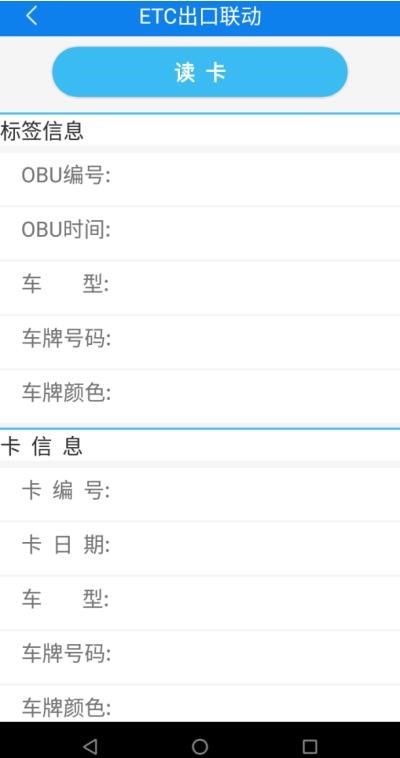 ETC出口联动
读 卡
标签信息
OBU编号:
OBU时间:
车 型:
车牌号码:
车牌颜色:
卡 信 息
卡 编 号:
卡 日 期:
车 型:
车牌号码:
车牌颜色: